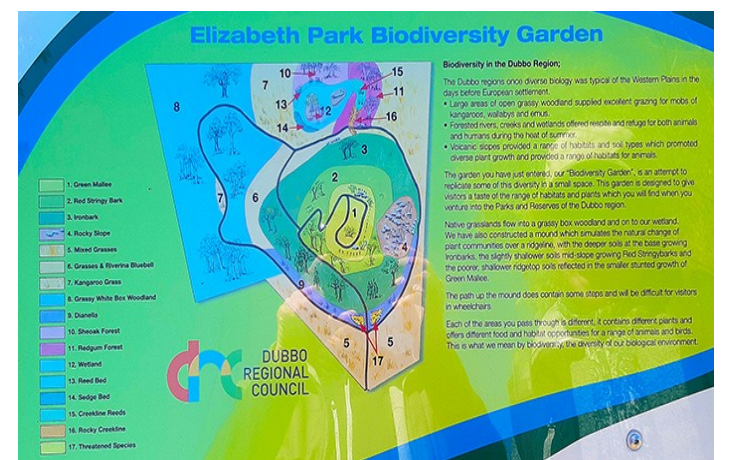 Elizabeth Park Biodiversity Garden
Biodiversity in the Dubbo Region;
The Dubbo regions once diverse biology was typical of the Western Plains in the
days before European settlement.
• Large areas of open grassy woodland supplied excellent grazing for mobs of
kangaroos, wallabys and emus.
• Forested rivers, creeks and wetlands offered respite and refuge for both animals
and humans during the heat of summer.
• Volcanic slopes provided a range of habitats and soil types which promoted
diverse plant growth and provided a range of habitats for animals.
The garden you have just entered, our "Biodiversity Garden", is an attempt to
replicate some of this diversity in a small space. This garden is designed to give
visitors a taste of the range of habitats and plants which you will find when you
venture into the Parks and Reserves of the Dubbo region.
Native grasslands flow into a grassy box woodland and on to our wetland.
We have also constructed a mound which simulates the natural change of
plant communities over a ridgeline, with the deeper soils at the base growing
Ironbarks, the slightly shallower soils mid-slope growing Red Stringybarks and
the poorer, shallower ridgetop soils reflected in the smaller stunted growth of
Green Mallee.
The path up the mound does contain some steps and will be difficult for visitors
in wheelchairs.
Each of the areas you pass through is different, it contains different plants and
offers different food and habitat opportunities for a range of animals and birds.
This is what we mean by biodiversity, the diversity of our biological environment.
1. Green Mallee
2. Red Stringy Bark
3. Ironbark
4. Rocky Slope
5. Mixed Grasses
6. Grasses & Riverina Bluebell
7. Kangaroo Grass
8. Grassy White Box Woodland
9. Dianella
10. Sheoak Forest
11. Redgum Forest
12. Wetland
13. Reed Bed
14. Sedge Bed
15. Creekline Reeds
16. Rocky Creekline
17. Threatened Species
10
15
7
11
8
13
2
14
16
3
2
1
7
6
4
9
5
5
17
drc
DUBBO
REGIONAL
COUNCIL